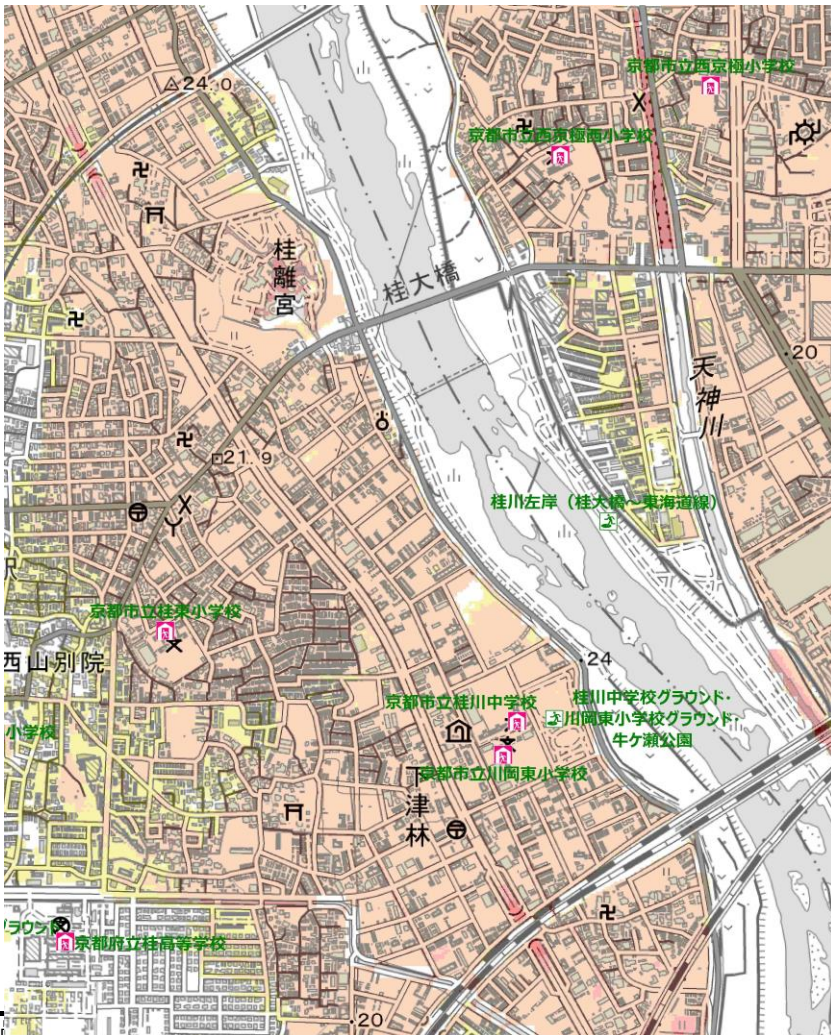 京都市立西京極小学校
24.0
京都市立西京極西小学校
桂離宮
桂大橋
20
天神川
21.9
桂川左岸（桂大橋～東海道線）
京都市立桂東小学校
西山別院
24
京都市立桂川中学校
桂川中学校グラウンド・
川岡東小学校グラウンド・
牛ケ瀬公園
小学校
京都市立川岡東小学校
下津林
グラウンド
京都府立桂高等学校
20